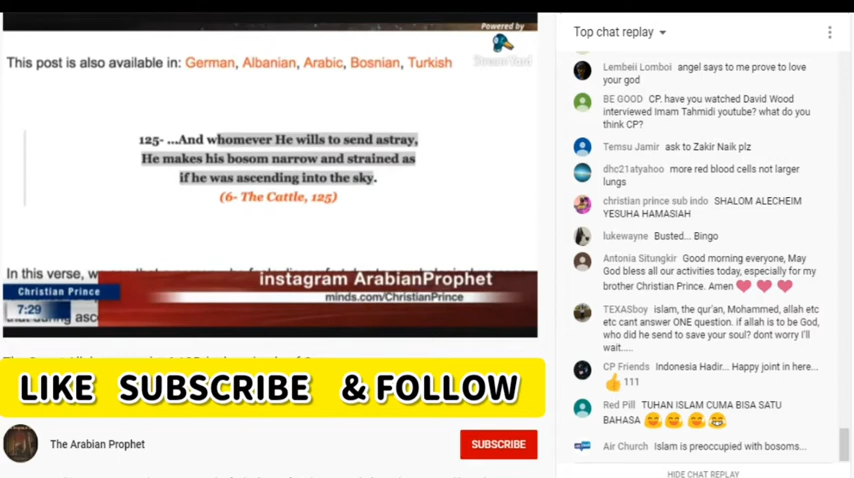 Powered by
StreamYard
This post is also available in: German, Albanian, Arabic, Bosnian, Turkish
125- ...And whomever He wills to send astray,
He makes his bosom narrow and strained as
if he was ascending into the sky.
(6- The Cattle, 125)
In this verse, w
instagram ArabianProphet
Christian Prince
minds.com/ChristianPrince
7:29
LIKE SUBSCRIBE & FOLLOW
The Arabian Prophet
SUBSCRIBE
Top chat replay
Lembeii Lomboi angel says to me prove to love
your god
BE GOOD CP. have you watched David Wood
interviewed Imam Tahmidi youtube? what do you
think CP?
Temsu Jamir ask to Zakir Naik plz
dhc21atyahoo more red blood cells not larger
lungs
christian prince sub indo SHALOM ALECHEIM
YESUHA HAMASIAH
lukewayne Busted... Bingo
Antonia Situngkir Good morning everyone, May
God bless all our activities today, especially for my
brother Christian Prince. Amen
TEXASboy islam, the qur'an, Mohammed, allah etc
etc cant answer ONE question. if allah is to be God,
who did he send to save your soul? dont worry I'll
wait.....
CP Friends Indonesia Hadir... Happy joint in here...
111
Red Pill TUHAN ISLAM CUMA BISA SATU
BAHASA
Air Church Islam is preoccupied with bosoms...
HIDE CHAT REPLAY